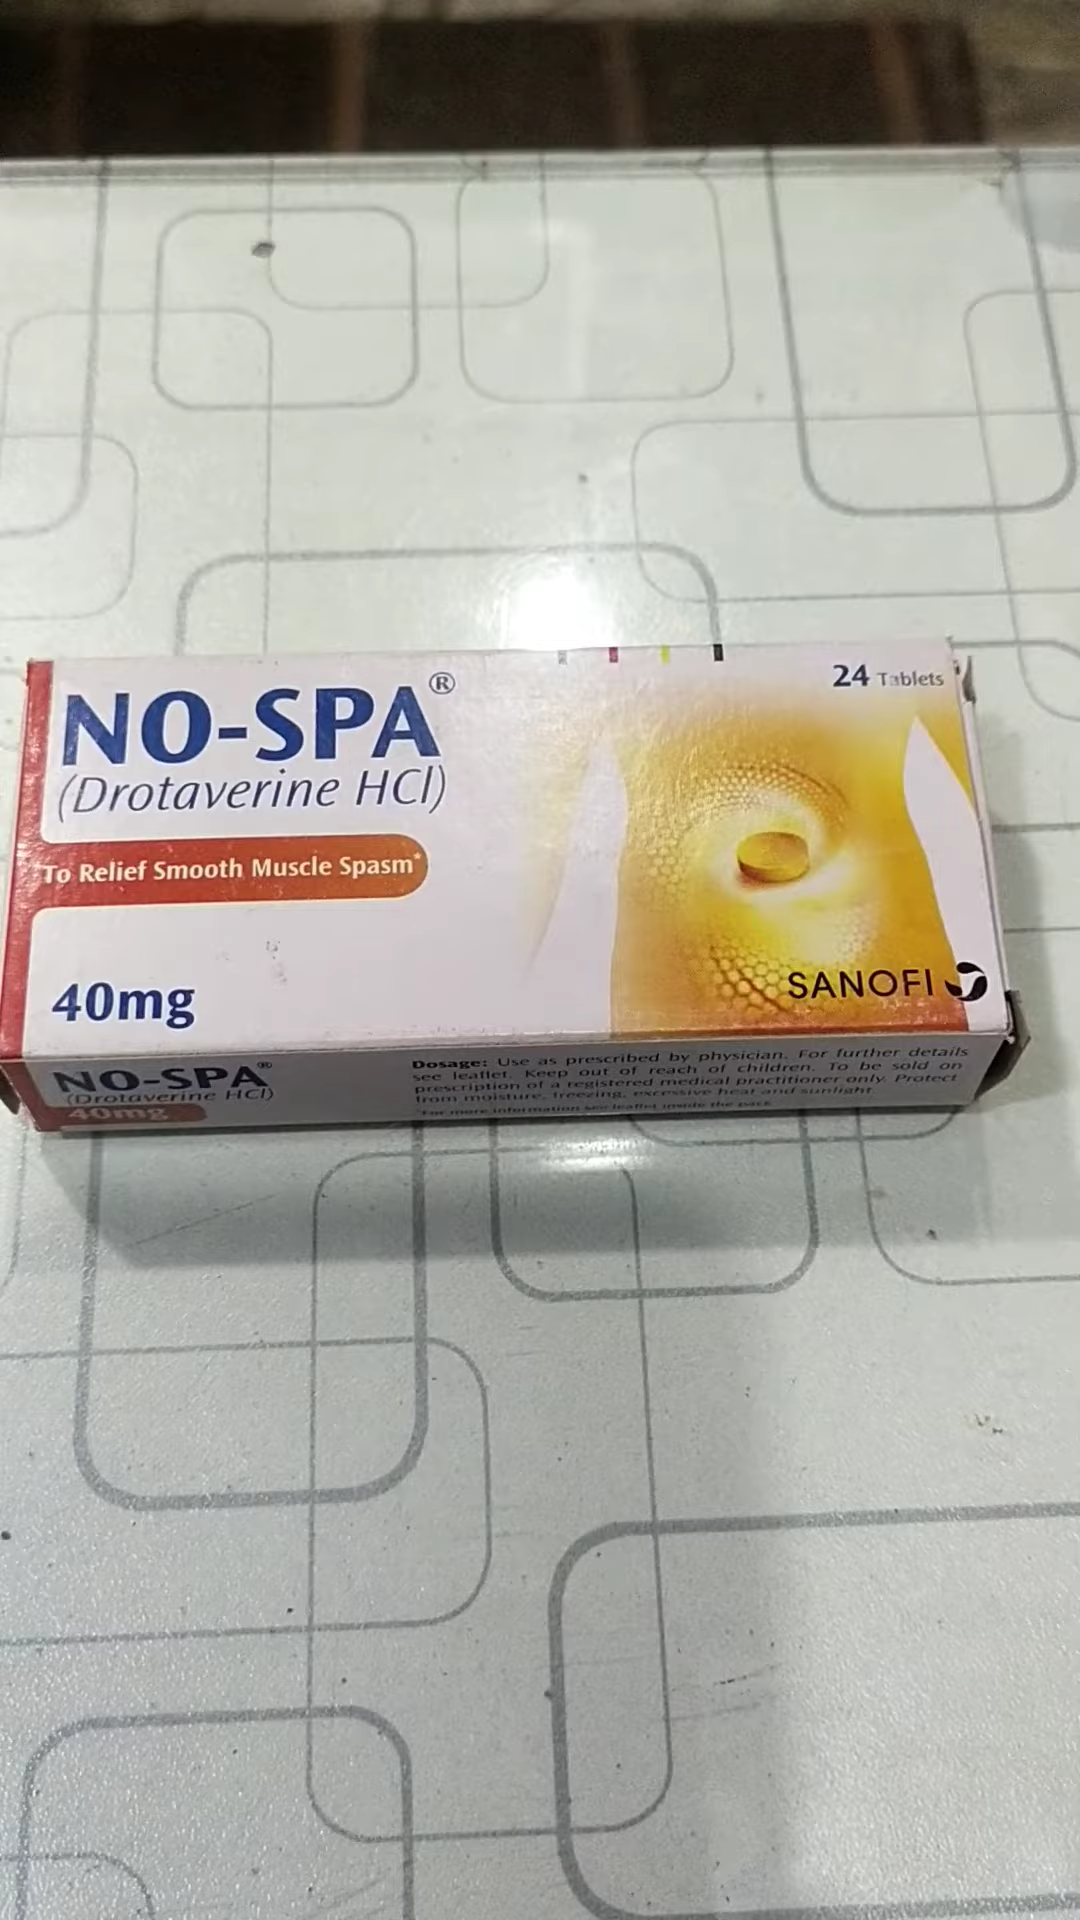 NO-SPA®
(Drotaverine HCl)
To Relief Smooth Muscle Spasm*
40mg
24 Tablets
SANOFI
NO-SPA®
(Drotaverine HCl)
40mg
Dosage: Use as prescribed by physician. For further details
see leaflet. Keep out of reach of children. To be sold on
prescription of a registered medical practitioner only. Protect
from moisture, freezing, excessive heat and sunlight.
*For more information see leaflet inside the pack